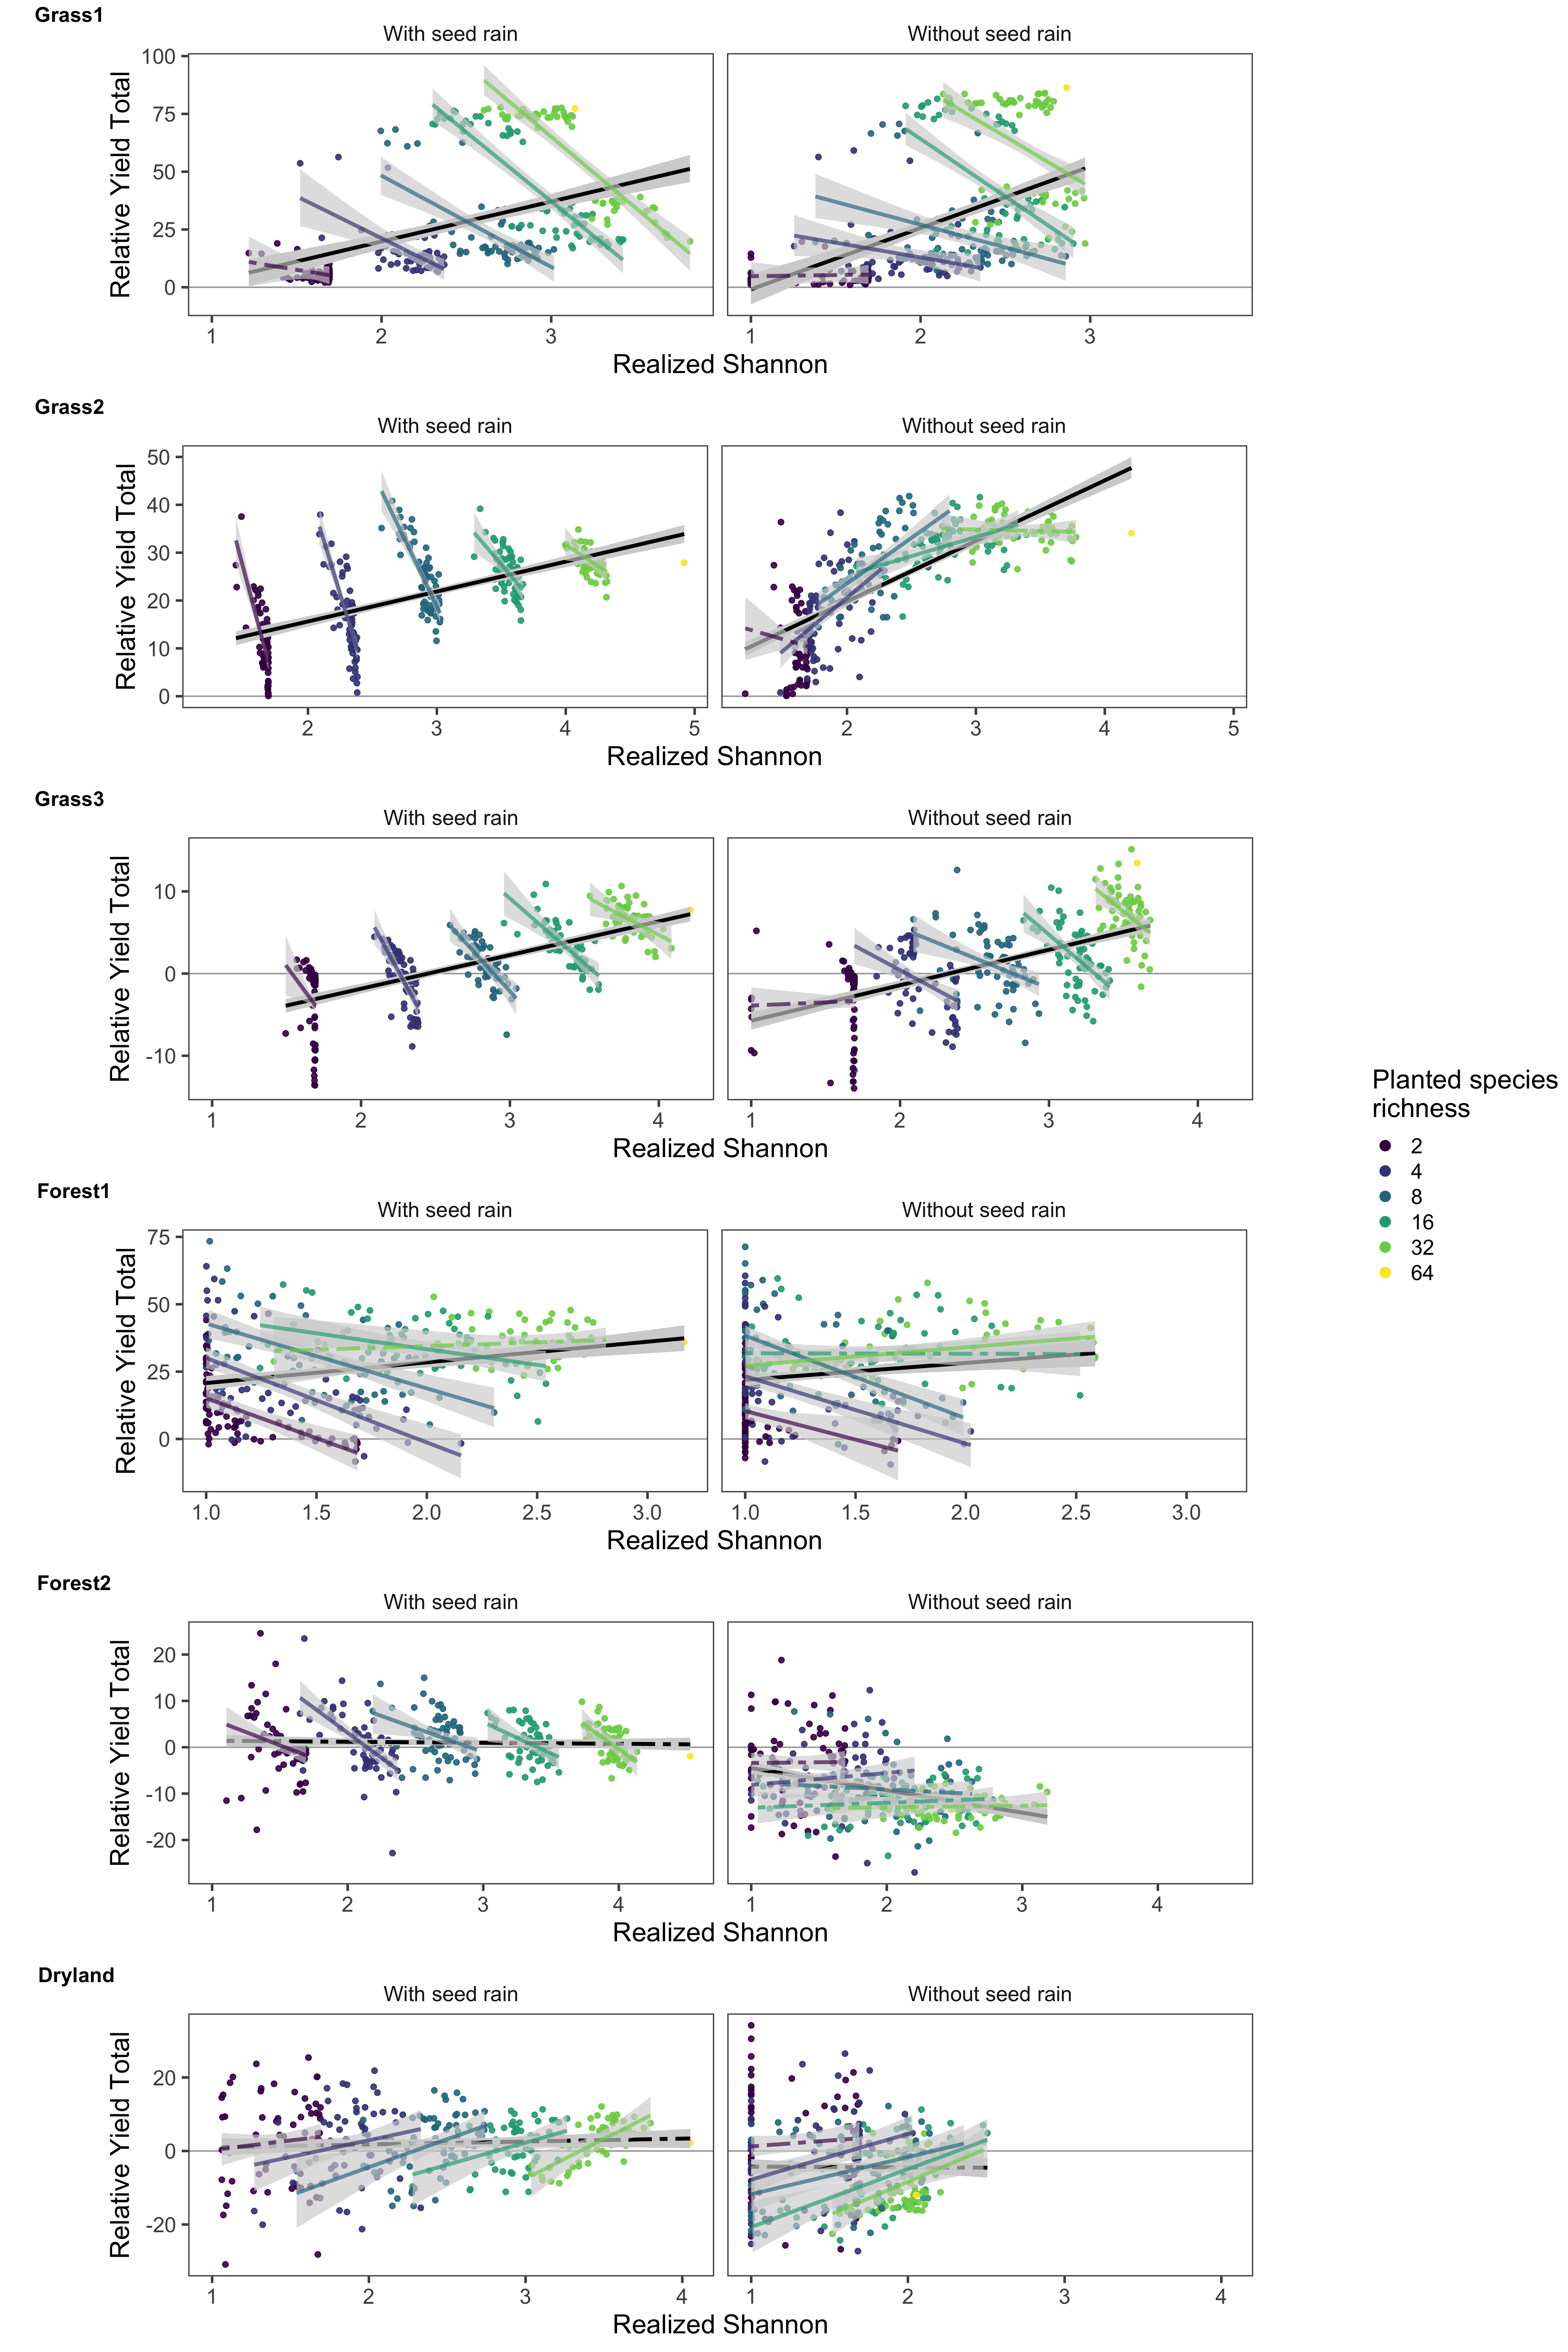 Grass1
With seed rain
Without seed rain
Relative Yield Total
100
75
50
25
0
1 2 3
1 2 3
Realized Shannon
Grass2
With seed rain
Without seed rain
Relative Yield Total
50
40
30
20
10
0
2 3 4 5
2 3 4 5
Realized Shannon
Grass3
With seed rain
Without seed rain
Relative Yield Total
10
0
-10
1 2 3 4
1 2 3 4
Realized Shannon
Planted species
richness
2
4
8
16
32
64
Forest1
With seed rain
Without seed rain
Relative Yield Total
75
50
25
0
1.0 1.5 2.0 2.5 3.0
1.0 1.5 2.0 2.5 3.0
Realized Shannon
Forest2
With seed rain
Without seed rain
Relative Yield Total
20
10
0
-10
-20
1 2 3 4
1 2 3 4
Realized Shannon
Dryland
With seed rain
Without seed rain
Relative Yield Total
20
0
-20
1 2 3 4
1 2 3 4
Realized Shannon